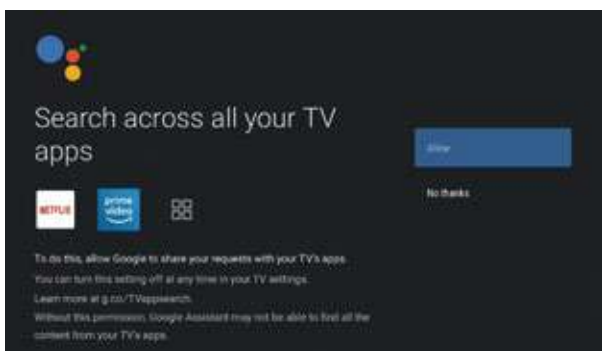 Search across all your TV
apps
NETFLIX
prime
video
To do this, allow Google to share your requests with your TV's apps.
You can turn this setting off at any time in your TV settings.
Learn more at g.co/TVappsearch.
Without this permission, Google Assistant may not be able to find all the
content from your TV's apps.
Allow
No thanks